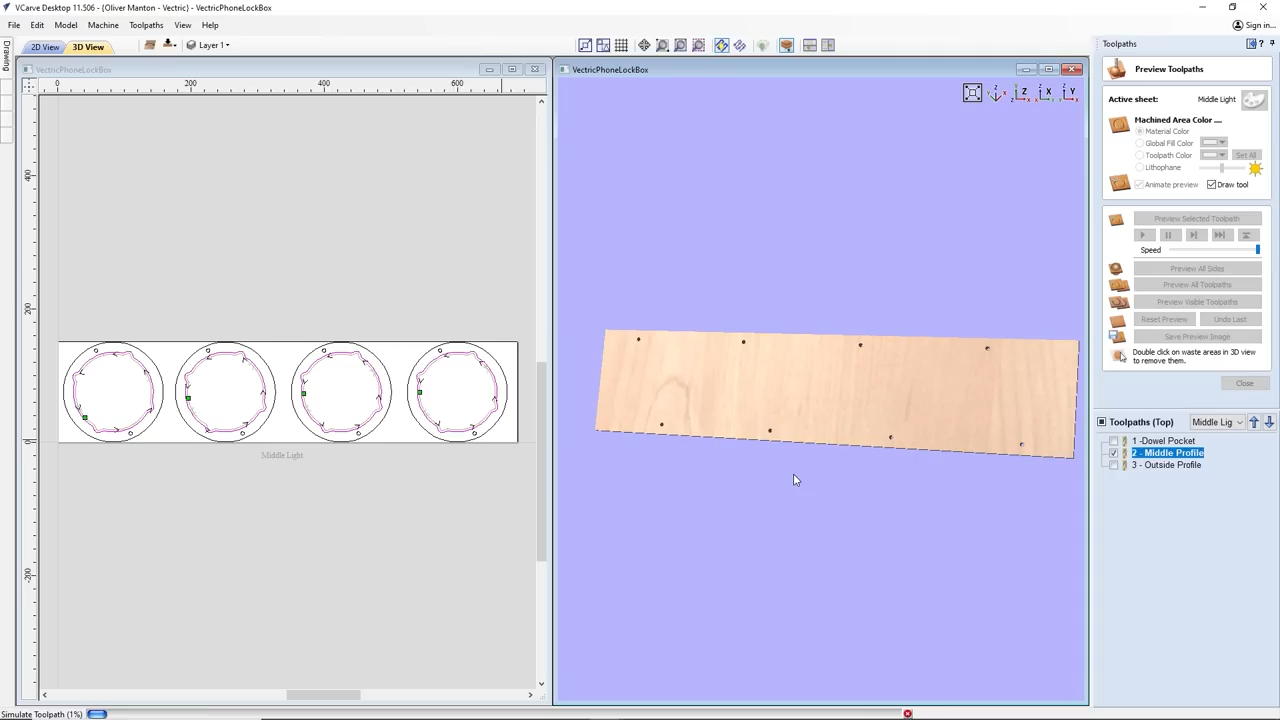 VCarve Desktop 11.506 - {Oliver Manton - Vectric} - VectricPhoneLockBox
File Edit Model Machine Toolpaths View Help
Sign in...
2D View 3D View Layer 1
Drawing
VectricPhoneLockBox
VectricPhoneLockBox
0 200 400 600
400
200
0
-200
Middle Light
Z X Y
Toolpaths
Preview Toolpaths
Active sheet: Middle Light
Machined Area Color ....
Material Color
Global Fill Color
Toolpath Color Set All
Lithophane
Animate preview Draw tool
Preview Selected Toolpath
Speed
Preview All Sides
Preview All Toolpaths
Preview Visible Toolpaths
Reset Preview Undo Last
Save Preview Image
Double click on waste areas in 3D view
to remove them.
Close
Toolpaths (Top) Middle Lig
1 -Dowel Pocket
2 - Middle Profile
3 - Outside Profile
Simulate Toolpath (1%)